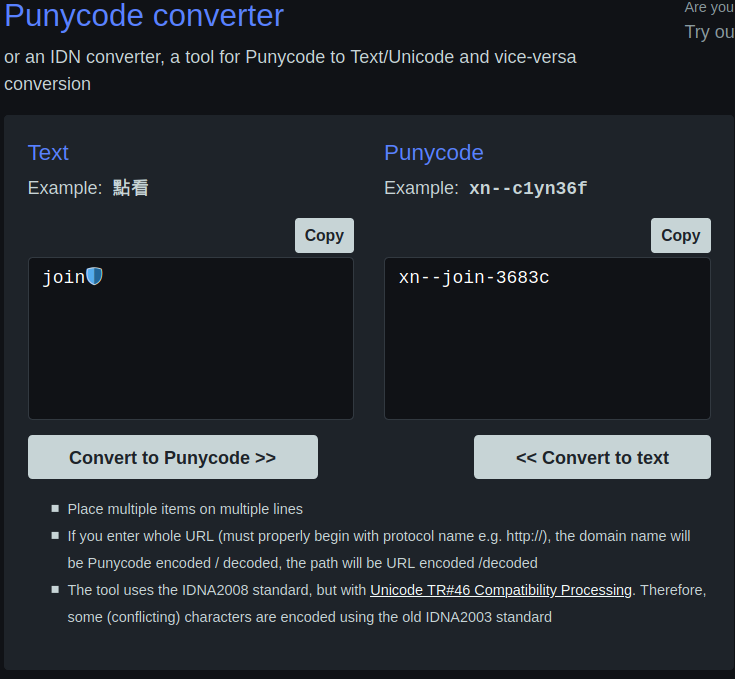 Punycode converter
Are you
Try ou
or an IDN converter, a tool for Punycode to Text/Unicode and vice-versa
conversion
Text
Punycode
Example: 點看
Example: xn--c1yn36f
Copy
Copy
join🛡️
xn--join-3683c
Convert to Punycode >>
<< Convert to text
Place multiple items on multiple lines
If you enter whole URL (must properly begin with protocol name e.g. http://), the domain name will
be Punycode encoded / decoded, the path will be URL encoded /decoded
The tool uses the IDNA2008 standard, but with Unicode TR#46 Compatibility Processing. Therefore,
some (conflicting) characters are encoded using the old IDNA2003 standard